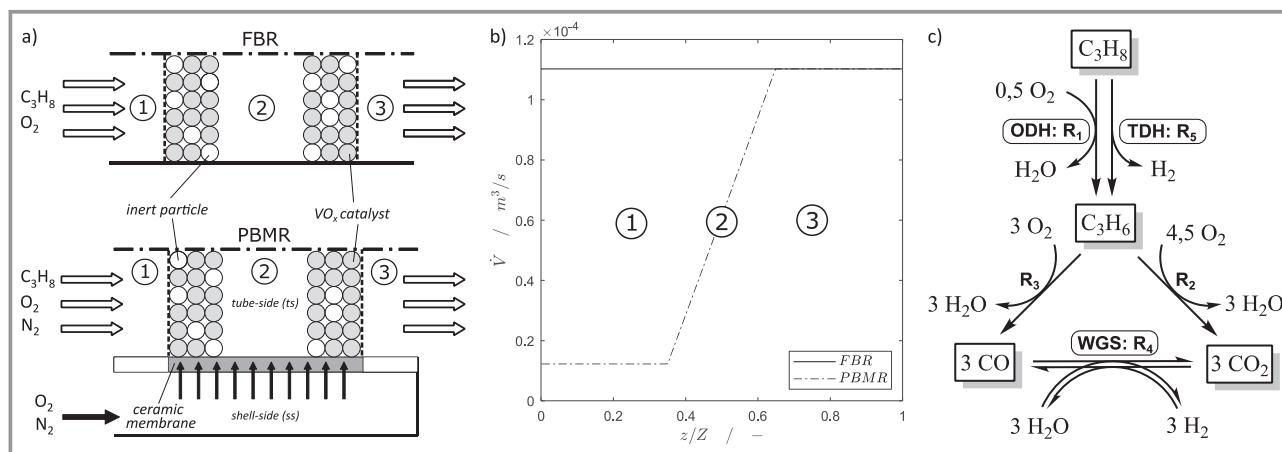 a)
FBR
C₃H₈
O₂
1
2
3
inert particle
VOₓ catalyst
PBMR
C₃H₈
O₂
N₂
1
2
3
tube-side (ts)
O₂
N₂
ceramic
membrane
shell-side (ss)
b)
×10⁻⁴
1.2
1
0.8
0.6
0.4
0.2
0
V̇ / m³/s
1
2
3
FBR
PBMR
0 0.2 0.4 0.6 0.8 1
z/Z / –
c)
C₃H₈
0,5 O₂
ODH: R₁
TDH: R₅
H₂O
H₂
C₃H₆
3 O₂
4,5 O₂
R₃
R₂
3 H₂O
3 H₂O
WGS: R₄
3 CO
3 CO₂
3 H₂O
3 H₂